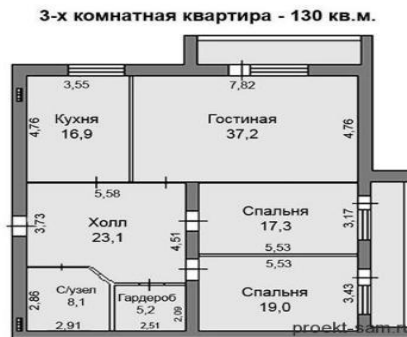 3-х комнатная квартира - 130 кв.м.
3,55
7,82
Кухня
16,9
4,76
Гостиная
37,2
4,76
5,58
Холл
23,1
3,73
4,51
Спальня
17,3
3,17
5,53
5,53
Спальня
19,0
3,43
С/узел
8,1
2,86
2,91
Гардероб
5,2
2,09
2,51
proekt-sam.ru